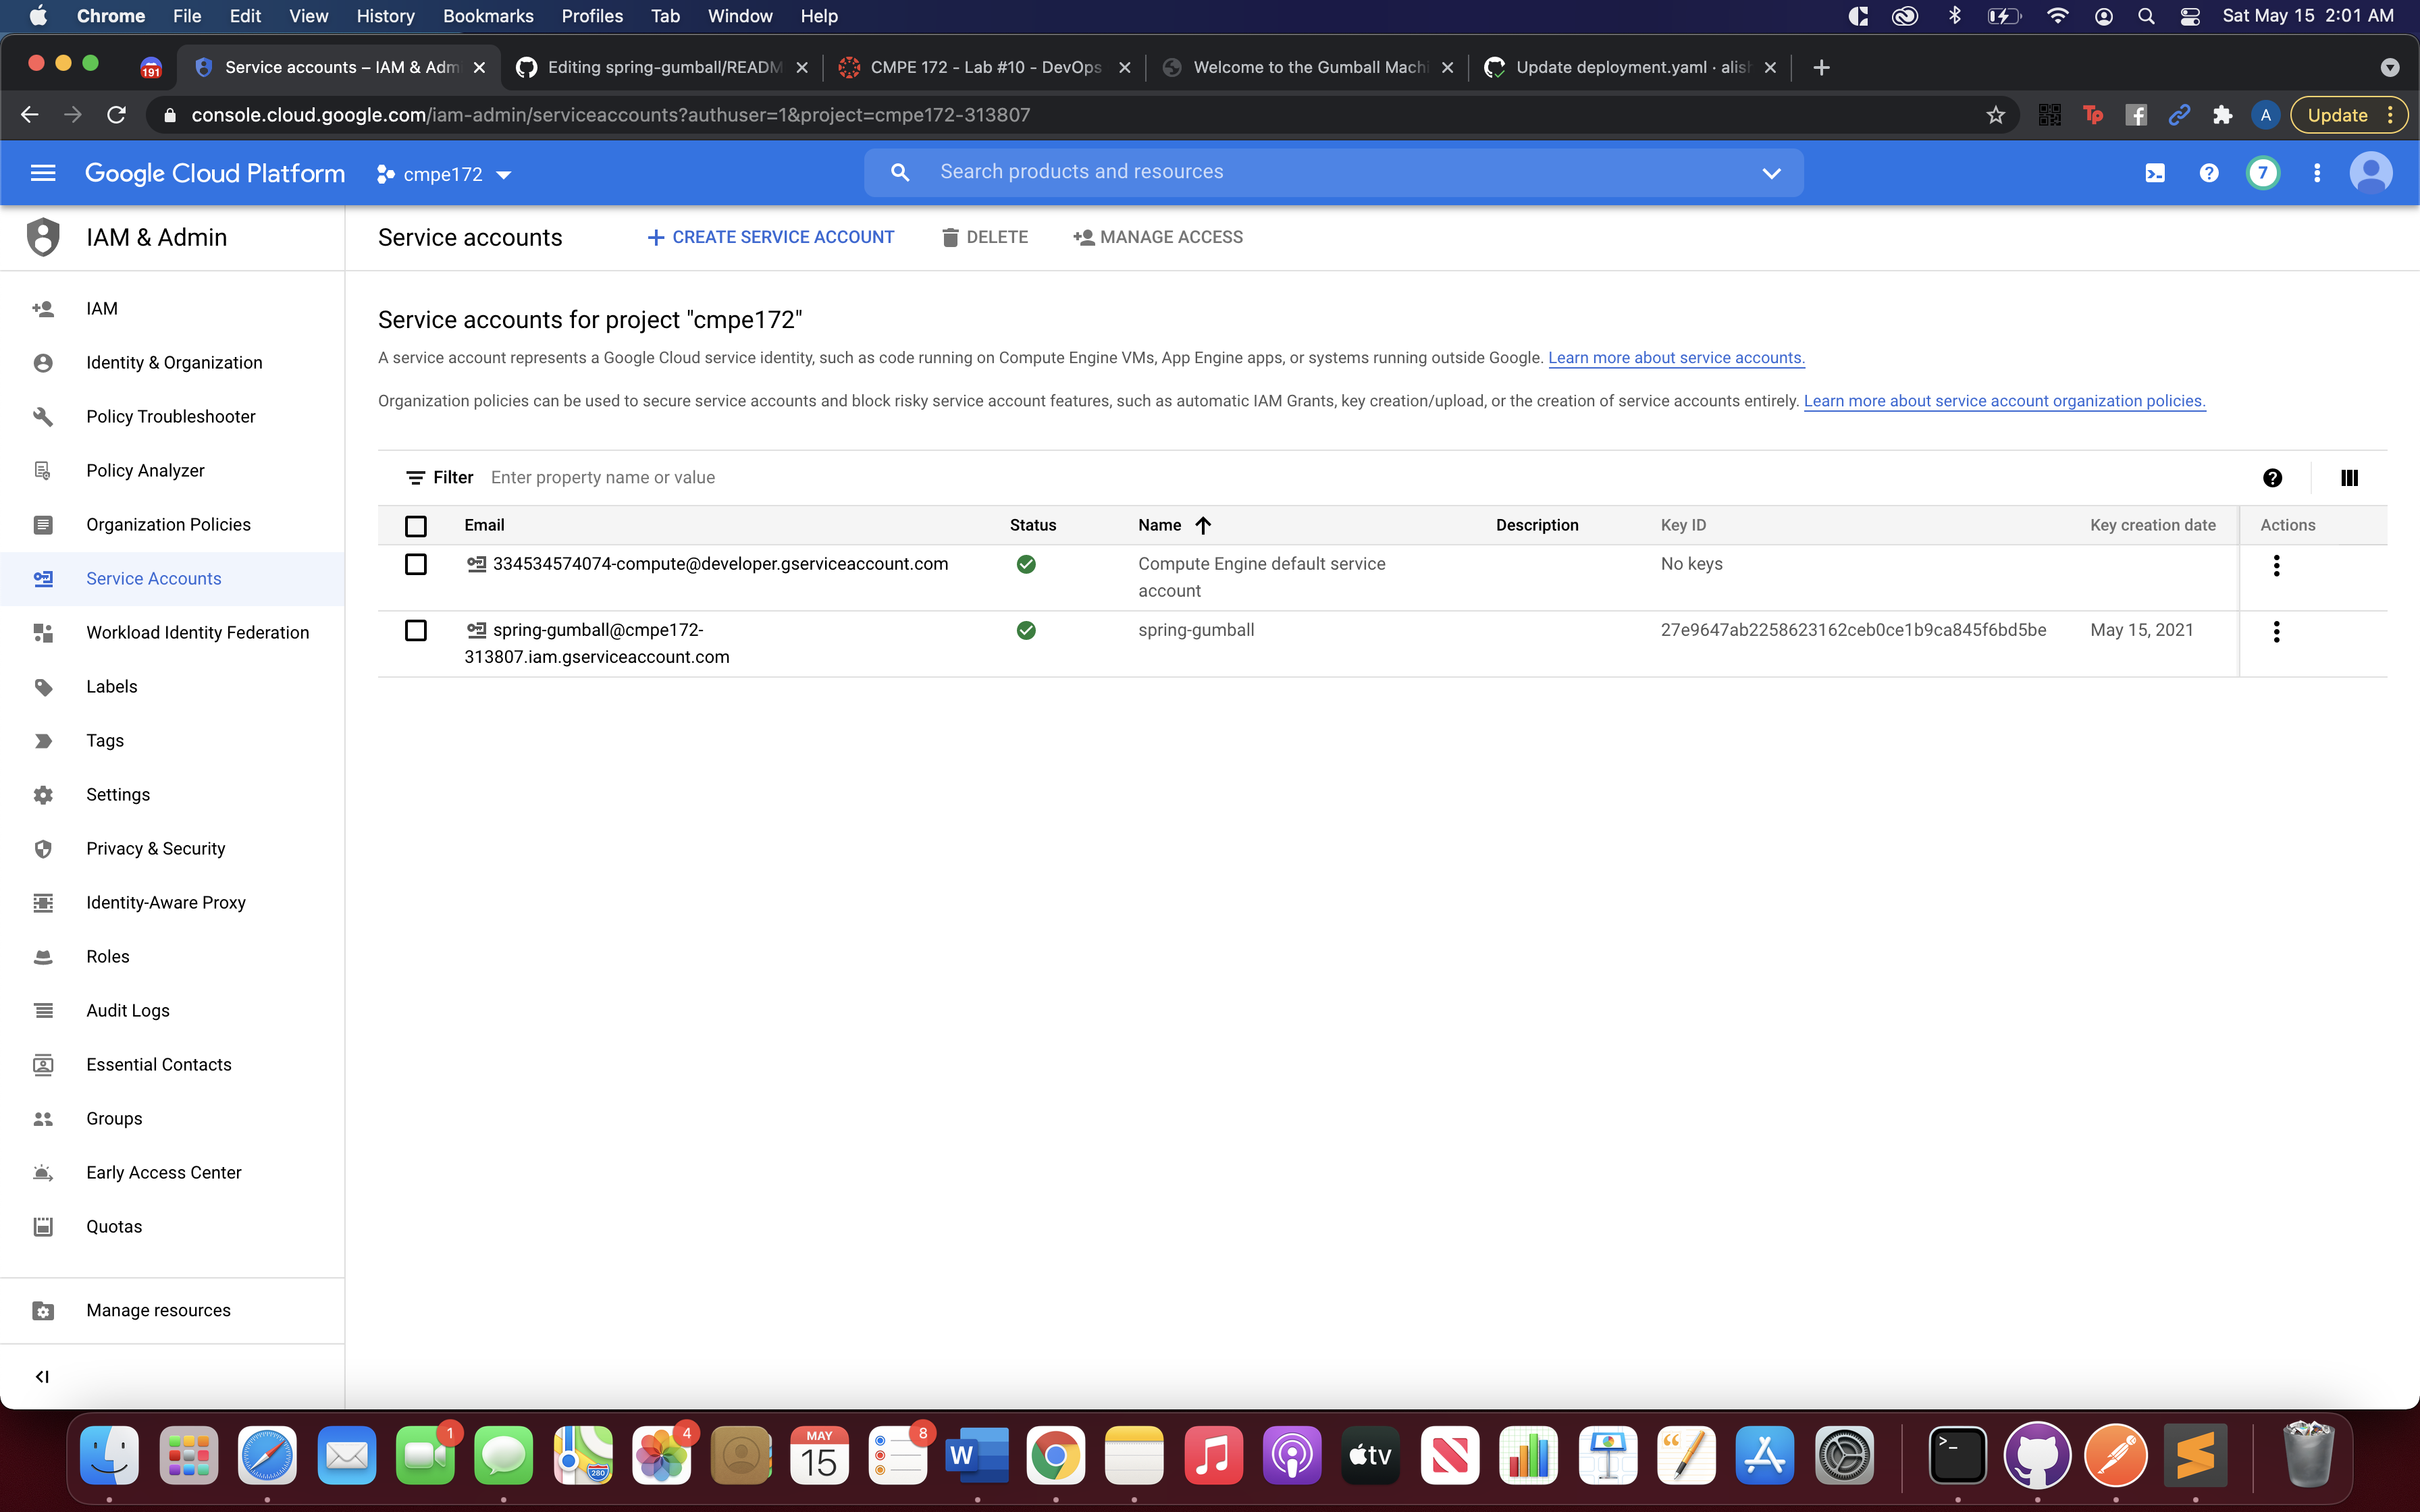 Chrome File Edit View History Bookmarks Profiles Tab Window Help Sat May 15 2:01 AM
191 Service accounts – IAM & Adm Editing spring-gumball/READM CMPE 172 - Lab #10 - DevOps Welcome to the Gumball Machi Update deployment.yaml · alish
console.cloud.google.com/iam-admin/serviceaccounts?authuser=1&project=cmpe172-313807 Tp A Update
Google Cloud Platform cmpe172 Search products and resources 7
IAM & Admin
Service accounts CREATE SERVICE ACCOUNT DELETE MANAGE ACCESS
IAM
Identity & Organization
Policy Troubleshooter
Policy Analyzer
Organization Policies
Service Accounts
Workload Identity Federation
Labels
Tags
Settings
Privacy & Security
Identity-Aware Proxy
Roles
Audit Logs
Essential Contacts
Groups
Early Access Center
Quotas
Manage resources
Service accounts for project "cmpe172"
A service account represents a Google Cloud service identity, such as code running on Compute Engine VMs, App Engine apps, or systems running outside Google. Learn more about service accounts.
Organization policies can be used to secure service accounts and block risky service account features, such as automatic IAM Grants, key creation/upload, or the creation of service accounts entirely. Learn more about service account organization policies.
Filter Enter property name or value
Email Status Name Description Key ID Key creation date Actions
334534574074-compute@developer.gserviceaccount.com Compute Engine default service No keys
account
spring-gumball@cmpe172- spring-gumball 27e9647ab2258623162ceb0ce1b9ca845f6bd5be May 15, 2021
313807.iam.gserviceaccount.com
1 4 MAY 8
15 W tv 280